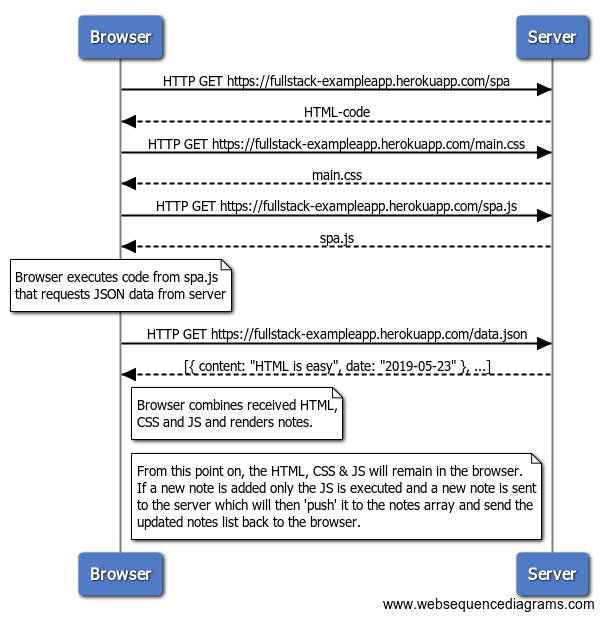 Browser Server
HTTP GET https://fullstack-exampleapp.herokuapp.com/spa
HTML-code
HTTP GET https://fullstack-exampleapp.herokuapp.com/main.css
main.css
HTTP GET https://fullstack-exampleapp.herokuapp.com/spa.js
spa.js
Browser executes code from spa.js
that requests JSON data from server
HTTP GET https://fullstack-exampleapp.herokuapp.com/data.json
[{ content: "HTML is easy", date: "2019-05-23" }, ...]
Browser combines received HTML,
CSS and JS and renders notes.
From this point on, the HTML, CSS & JS will remain in the browser.
If a new note is added only the JS is executed and a new note is sent
to the server which will then 'push' it to the notes array and send the
updated notes list back to the browser.
Browser Server
www.websequencediagrams.com